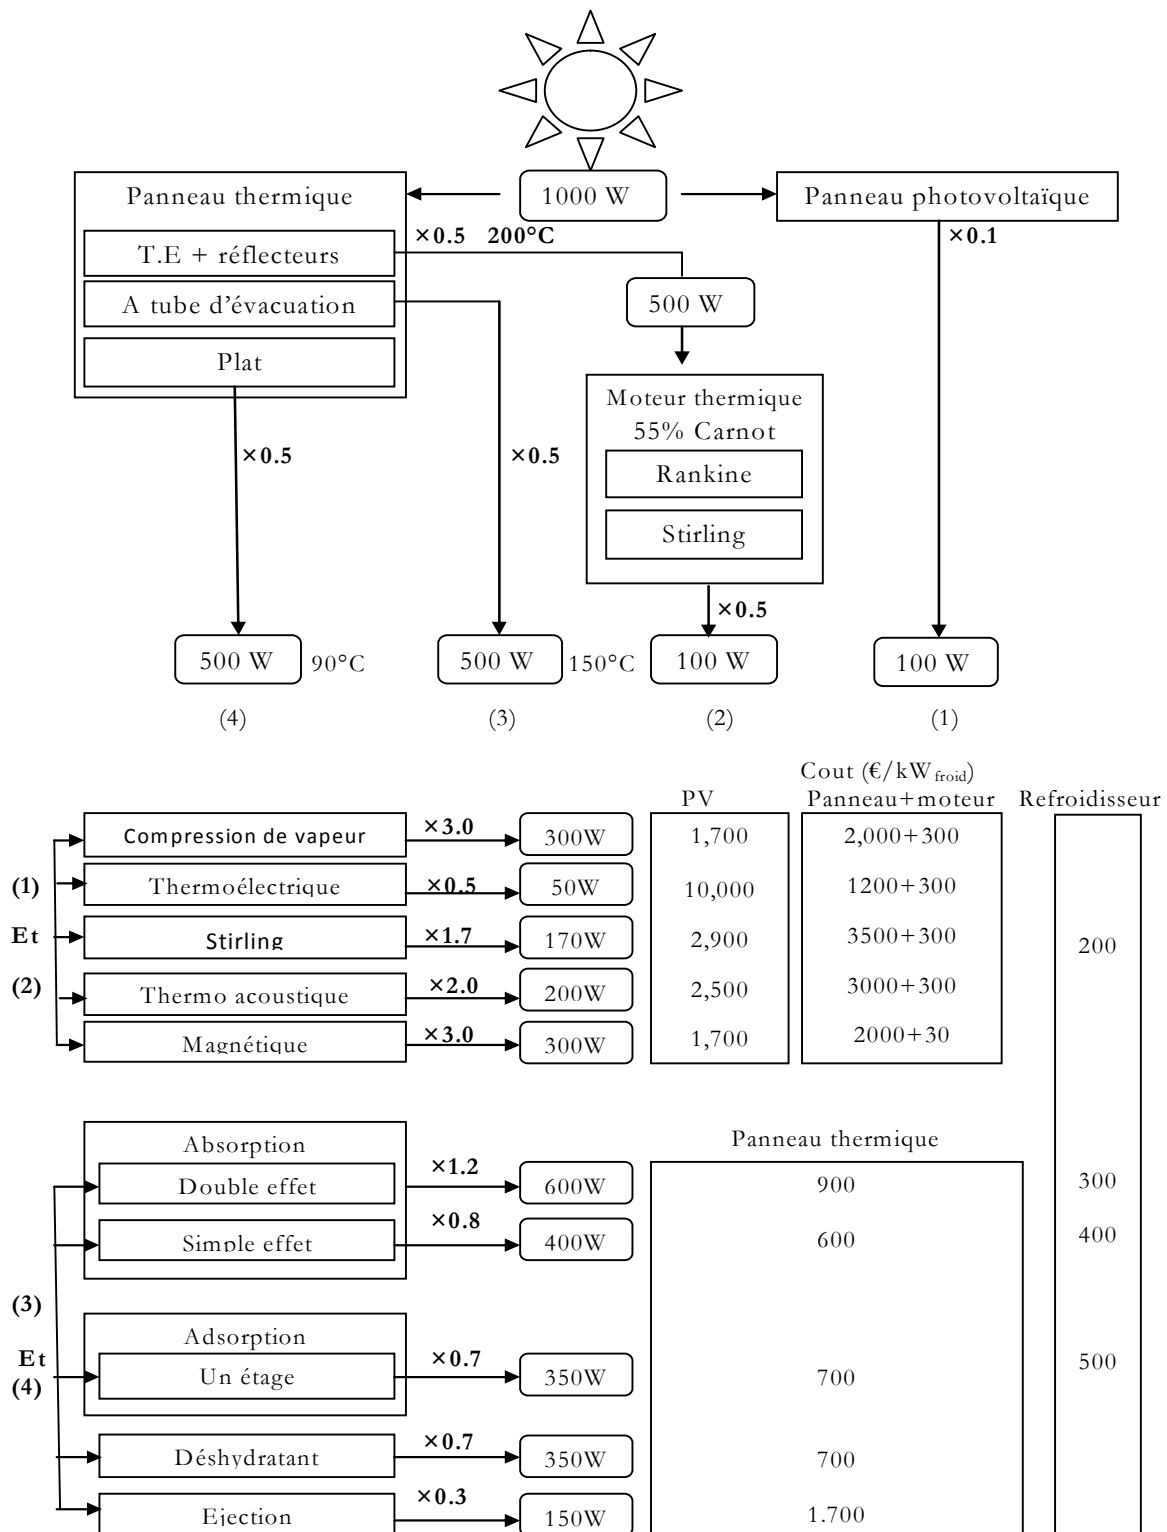 1000 W
Panneau thermique
Panneau photovoltaïque
×0.5 200°C
×0.1
T.E + réflecteurs
A tube d'évacuation
500 W
Plat
Moteur thermique
55% Carnot
×0.5
×0.5
Rankine
Stirling
×0.5
500 W 90°C
500 W 150°C
100 W
100 W
(4)
(3)
(2)
(1)
Cout (€/kW froid)
PV
Panneau+moteur
Refroidisseur
Compression de vapeur ×3.0 300W 1,700 2,000+300
(1)
Thermoélectrique ×0.5 50W 10,000 1200+300
Et
Stirling ×1.7 170W 2,900 3500+300 200
(2)
Thermo acoustique ×2.0 200W 2,500 3000+300
Magnétique ×3.0 300W 1,700 2000+30
Absorption
Panneau thermique
Double effet ×1.2 600W 900 300
Simple effet ×0.8 400W 600 400
(3)
Adsorption
Et
Un étage ×0.7 350W 700 500
(4)
Déshydratant ×0.7 350W 700
Ejection ×0.3 150W 1.700